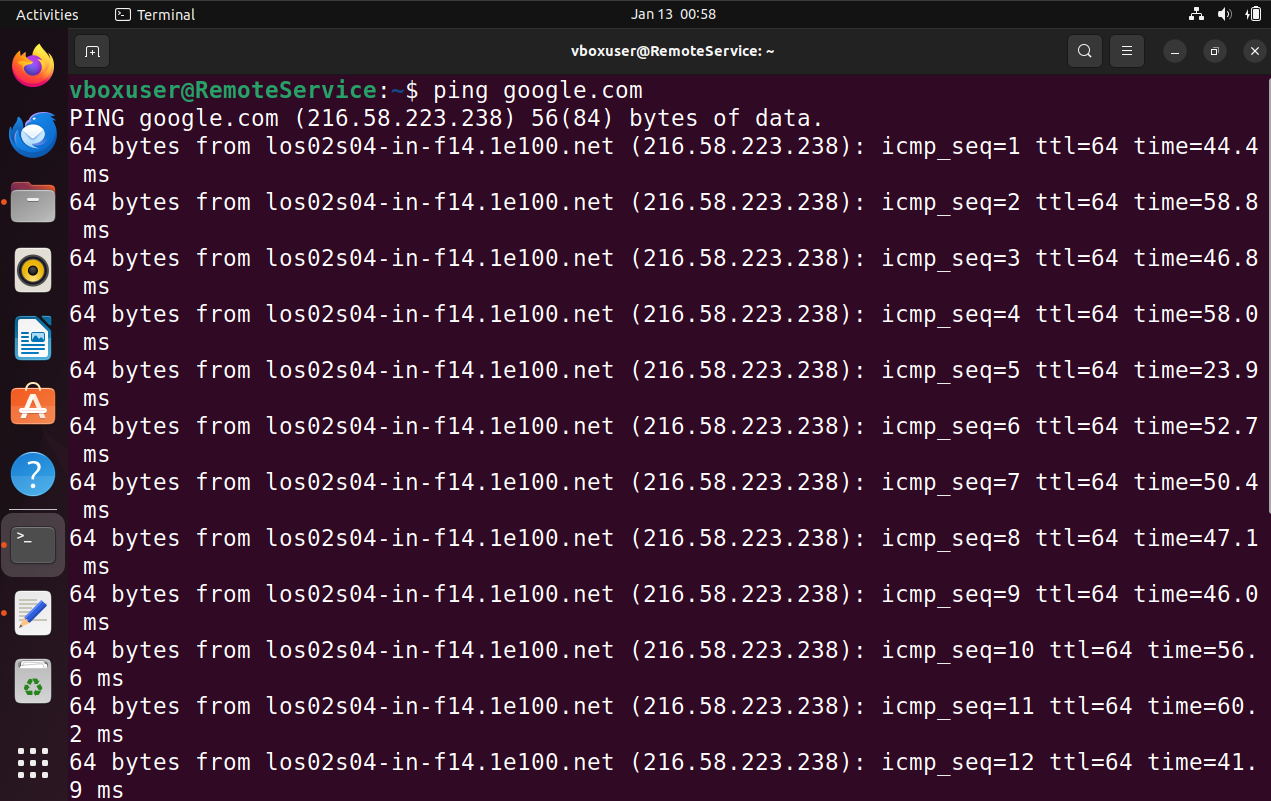 Activities
Terminal
Jan 13 00:58
vboxuser@RemoteService: ~
vboxuser@RemoteService:~$ ping google.com
PING google.com (216.58.223.238) 56(84) bytes of data.
64 bytes from los02s04-in-f14.1e100.net (216.58.223.238): icmp_seq=1 ttl=64 time=44.4
 ms
64 bytes from los02s04-in-f14.1e100.net (216.58.223.238): icmp_seq=2 ttl=64 time=58.8
 ms
64 bytes from los02s04-in-f14.1e100.net (216.58.223.238): icmp_seq=3 ttl=64 time=46.8
 ms
64 bytes from los02s04-in-f14.1e100.net (216.58.223.238): icmp_seq=4 ttl=64 time=58.0
 ms
64 bytes from los02s04-in-f14.1e100.net (216.58.223.238): icmp_seq=5 ttl=64 time=23.9
 ms
64 bytes from los02s04-in-f14.1e100.net (216.58.223.238): icmp_seq=6 ttl=64 time=52.7
 ms
64 bytes from los02s04-in-f14.1e100.net (216.58.223.238): icmp_seq=7 ttl=64 time=50.4
 ms
64 bytes from los02s04-in-f14.1e100.net (216.58.223.238): icmp_seq=8 ttl=64 time=47.1
 ms
64 bytes from los02s04-in-f14.1e100.net (216.58.223.238): icmp_seq=9 ttl=64 time=46.0
 ms
64 bytes from los02s04-in-f14.1e100.net (216.58.223.238): icmp_seq=10 ttl=64 time=56.
6 ms
64 bytes from los02s04-in-f14.1e100.net (216.58.223.238): icmp_seq=11 ttl=64 time=60.
2 ms
64 bytes from los02s04-in-f14.1e100.net (216.58.223.238): icmp_seq=12 ttl=64 time=41.
9 ms